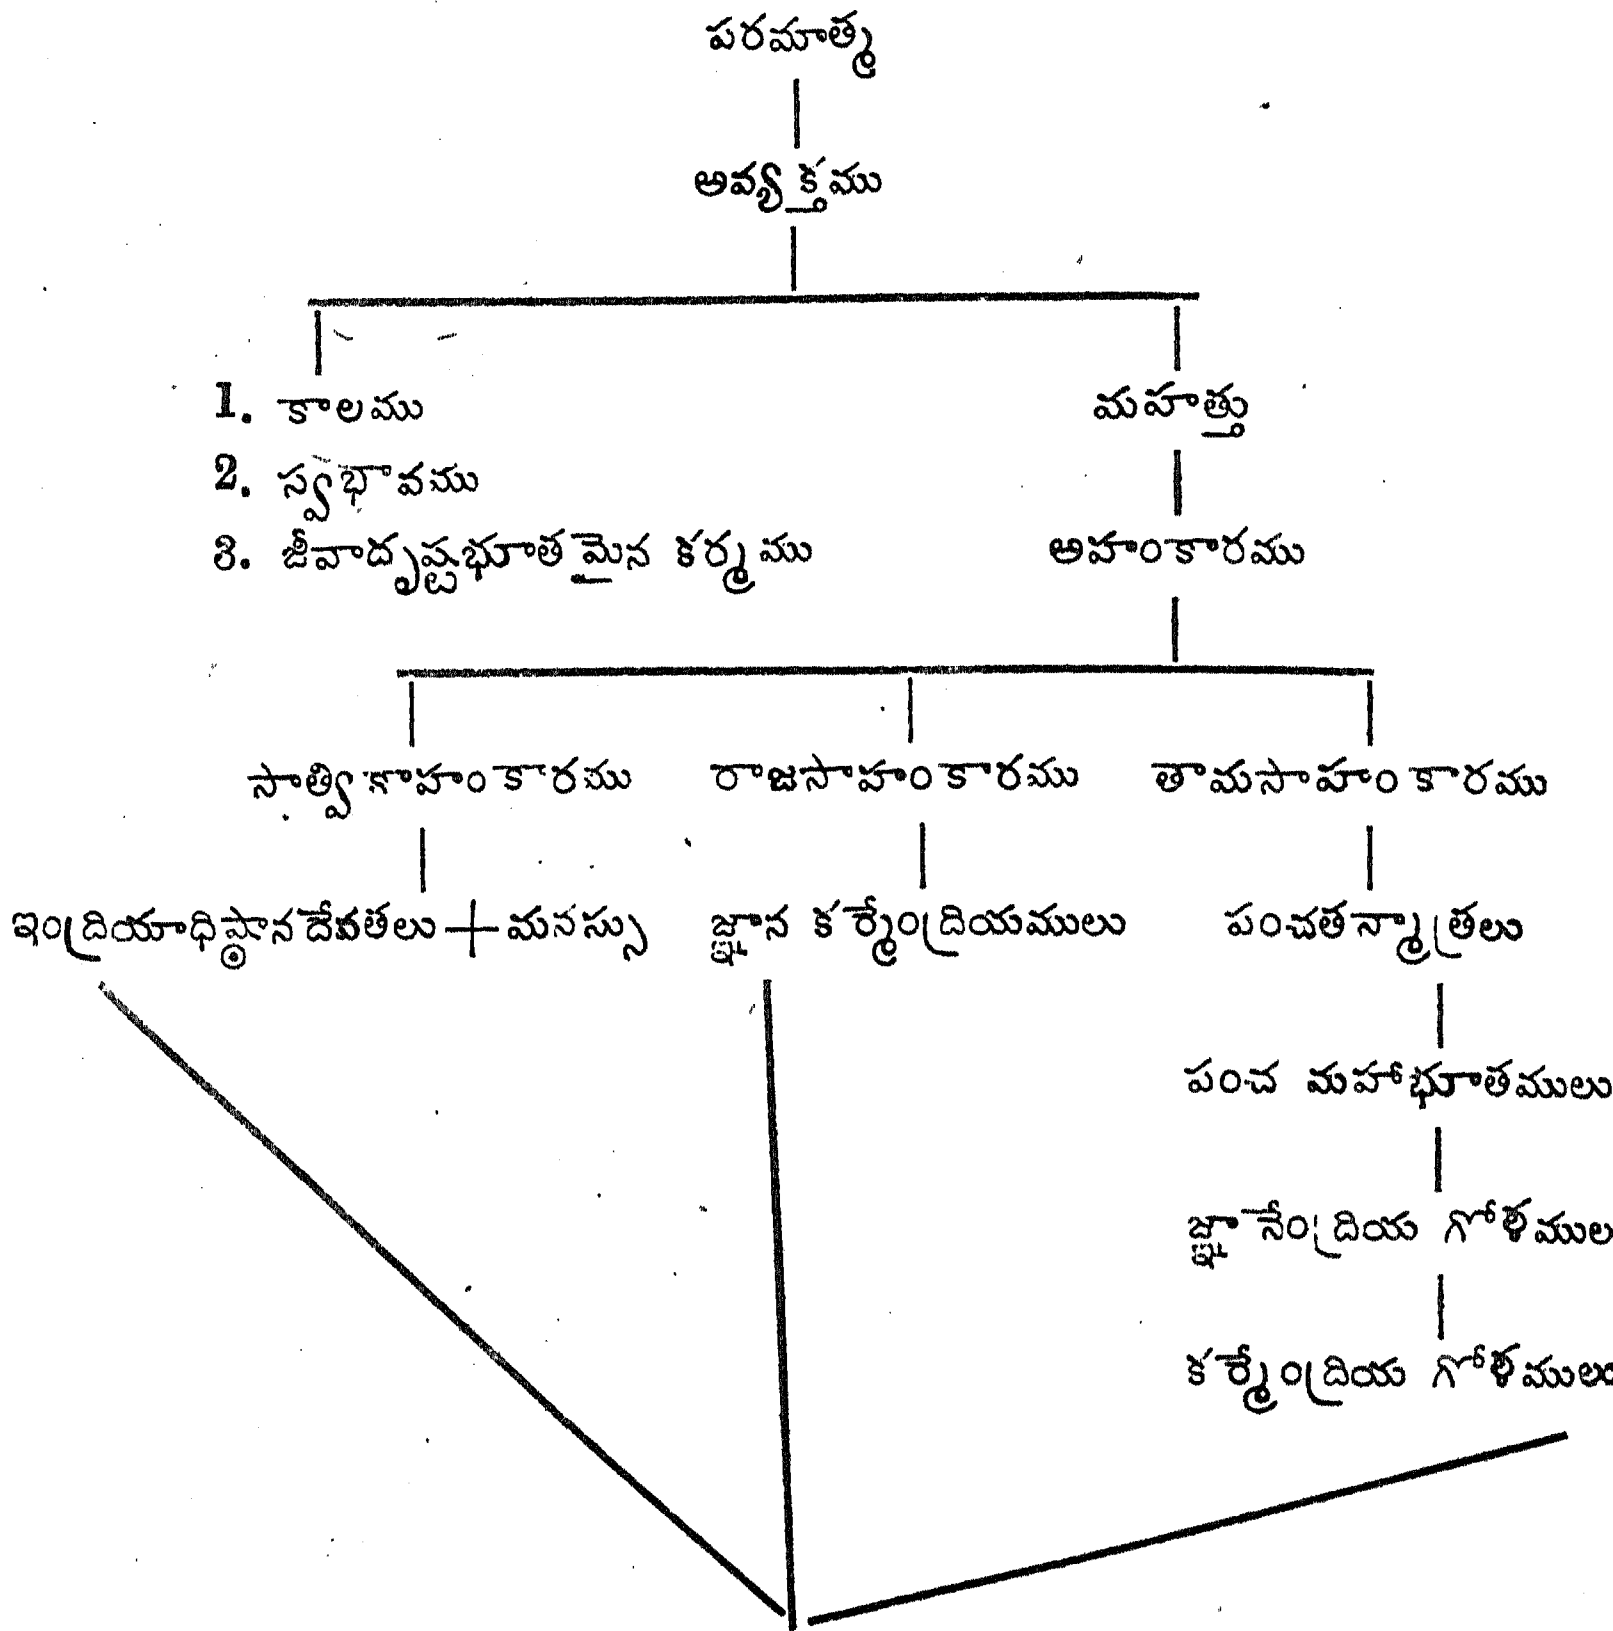 పరమాత్మ
అవ్యక్తము
1. కాలము
2. స్వభావము
3. జీవాదృష్టభూతమైన కర్మము
మహత్తు
అహంకారము
సాత్వికాహంకారము రాజసాహంకారము తామసాహంకారము
ఇంద్రియాధిష్ఠానదేవతలు + మనస్సు జ్ఞాన కర్మేంద్రియములు పంచతన్మాత్రలు
పంచ మహాభూతములు
జ్ఞానేంద్రియ గోళముల
కర్మేంద్రియ గోళములు